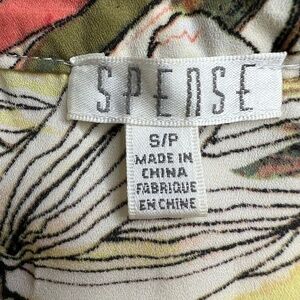 SPENSE
S/P
MADE IN
CHINA
FABRIQUE
EN CHINE